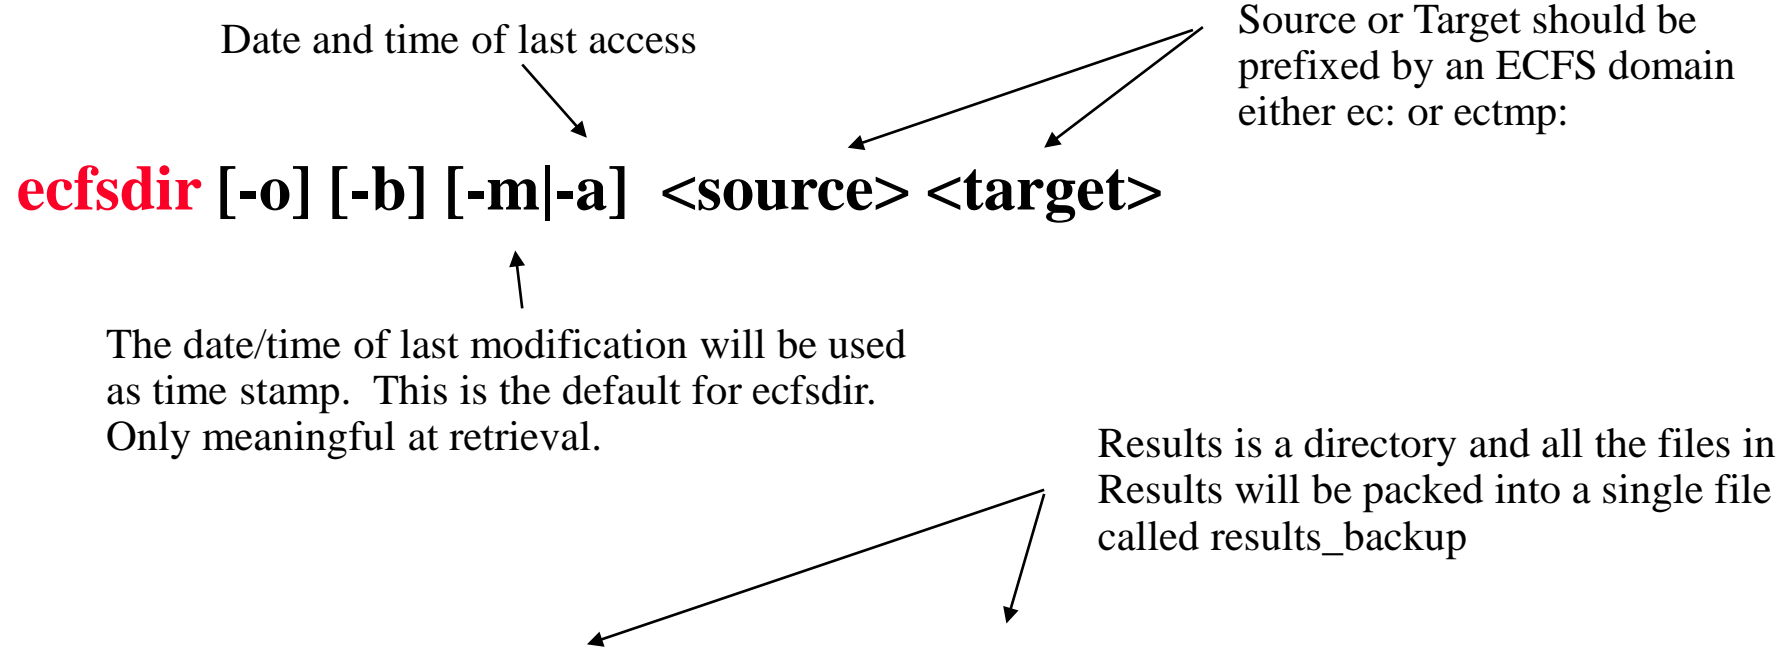 Date and time of last access
Source or Target should be
prefixed by an ECFS domain
either ec: or ectmp:
ecfsdir [-o] [-b] [-m|-a] <source> <target>
The date/time of last modification will be used
as time stamp. This is the default for ecfsdir.
Only meaningful at retrieval.
Results is a directory and all the files in
Results will be packed into a single file
called results_backup